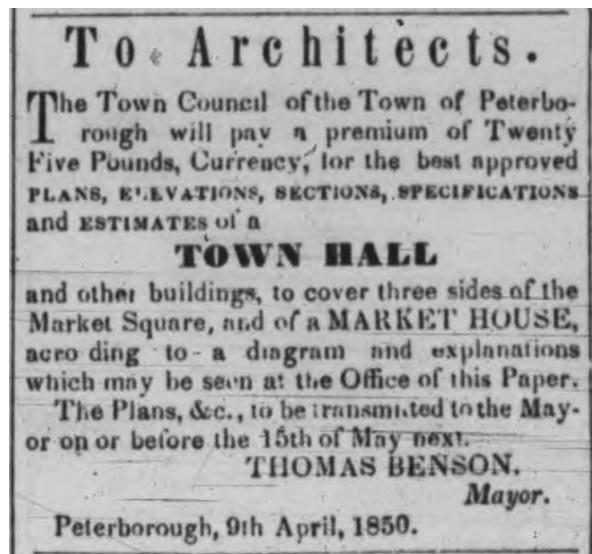 To Architects.
The Town Council of the Town of Peterbo-
rough will pay a premium of Twenty
Five Pounds, Currency, for the best approved
PLANS, ELEVATIONS, SECTIONS, SPECIFICATIONS
and ESTIMATES of a
TOWN HALL
and other buildings, to cover three sides of the
Market Square, and of a MARKET HOUSE,
acro ding to a diagram and explanations
which may be seen at the Office of this Paper.
The Plans, &c., to be transmitted to the May-
or on or before the 15th of May next.
THOMAS BENSON.
Mayor.
Peterborough, 9th April, 1850.